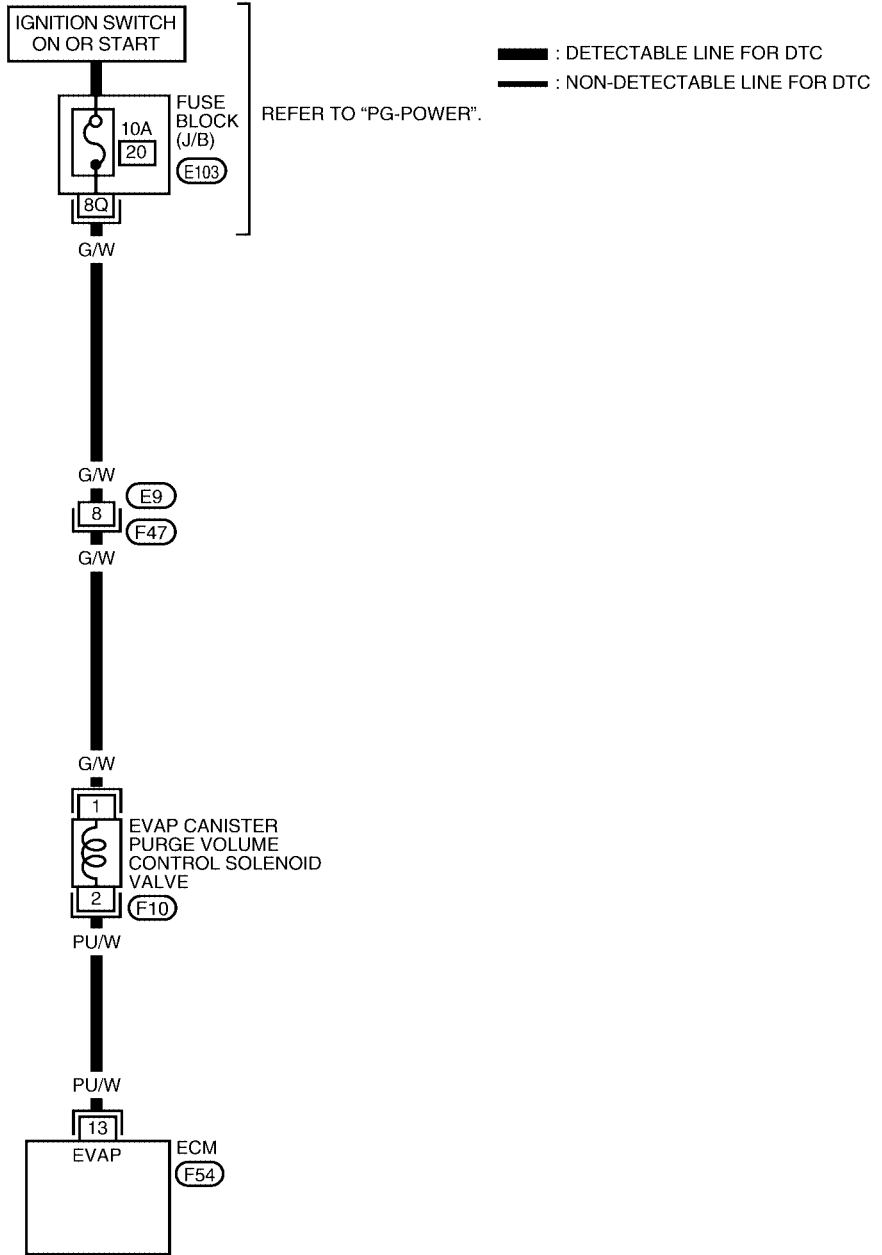 IGNITION SWITCH
ON OR START
: DETECTABLE LINE FOR DTC
: NON-DETECTABLE LINE FOR DTC
FUSE
BLOCK
(J/B)
10A
20
E103
REFER TO “PG-POWER”.
8Q
G/W
G/W
E9
8
F47
G/W
G/W
1
EVAP CANISTER
PURGE VOLUME
CONTROL SOLENOID
VALVE
2
F10
PU/W
PU/W
13
EVAP
ECM
F54